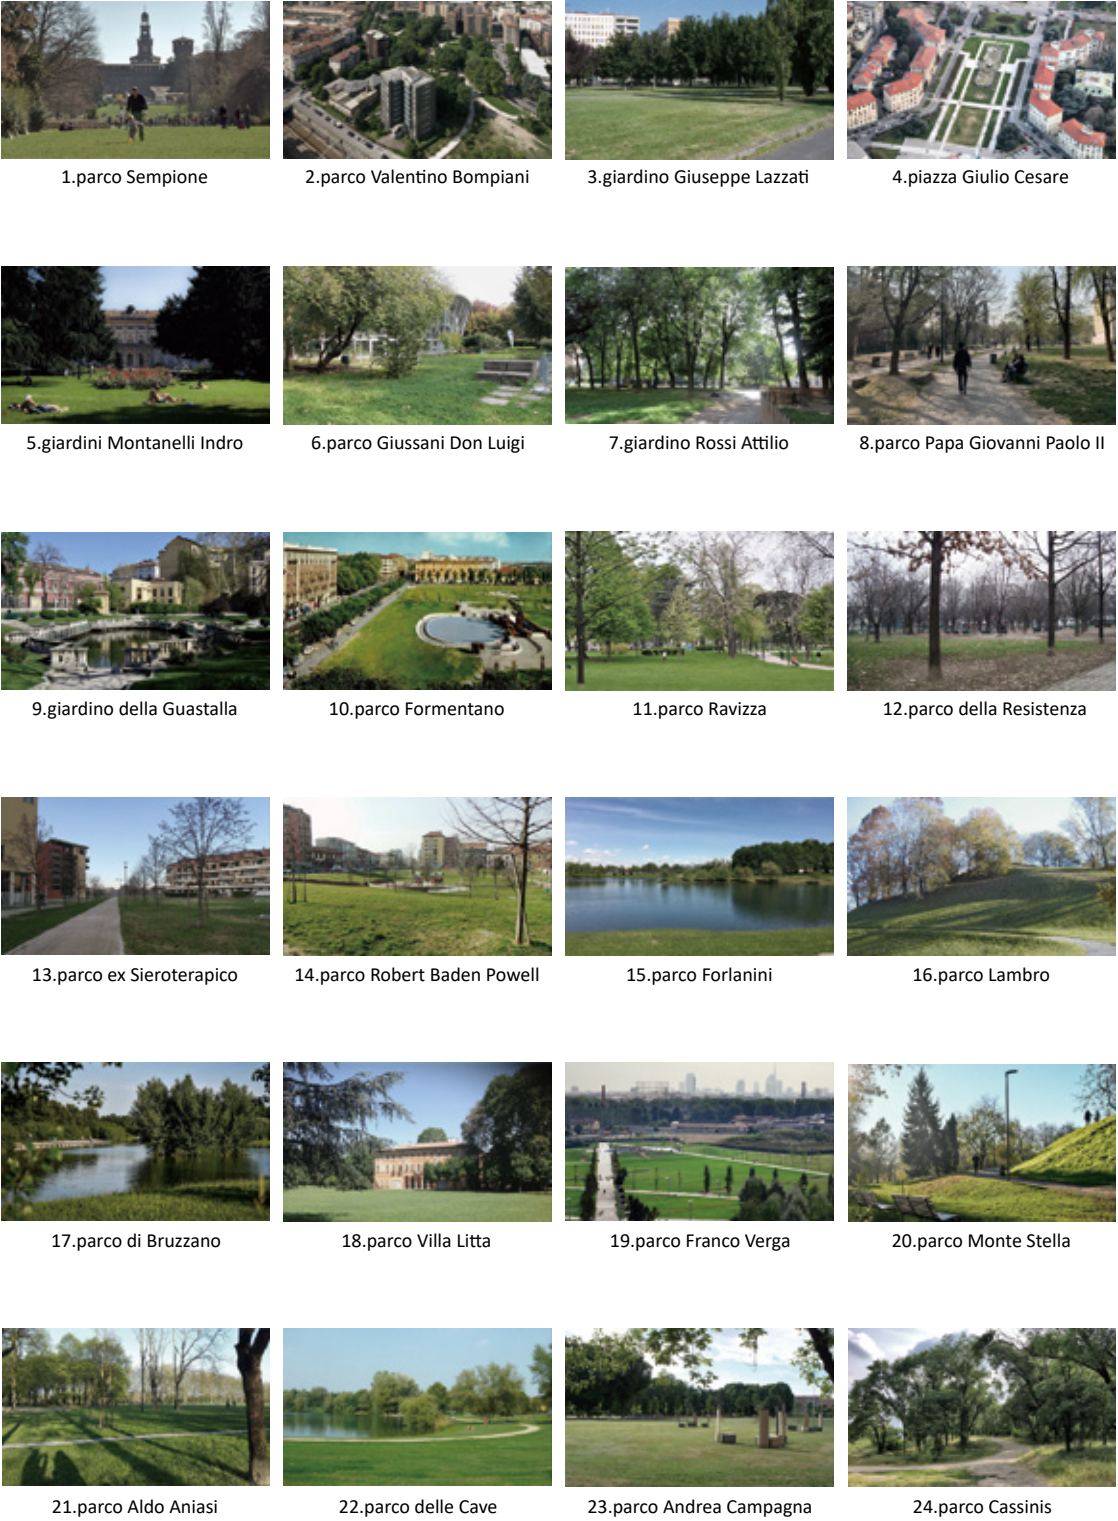 1.parco Sempione
2.parco Valentino Bompiani
3.giardino Giuseppe Lazzati
4.piazza Giulio Cesare
5.giardini Montanelli Indro
6.parco Giussani Don Luigi
7.giardino Rossi Attilio
8.parco Papa Giovanni Paolo II
9.giardino della Guastalla
10.parco Formentano
11.parco Ravizza
12.parco della Resistenza
13.parco ex Sieroterapico
14.parco Robert Baden Powell
15.parco Forlanini
16.parco Lambro
17.parco di Bruzzano
18.parco Villa Litta
19.parco Franco Verga
20.parco Monte Stella
21.parco Aldo Aniasi
22.parco delle Cave
23.parco Andrea Campagna
24.parco Cassinis